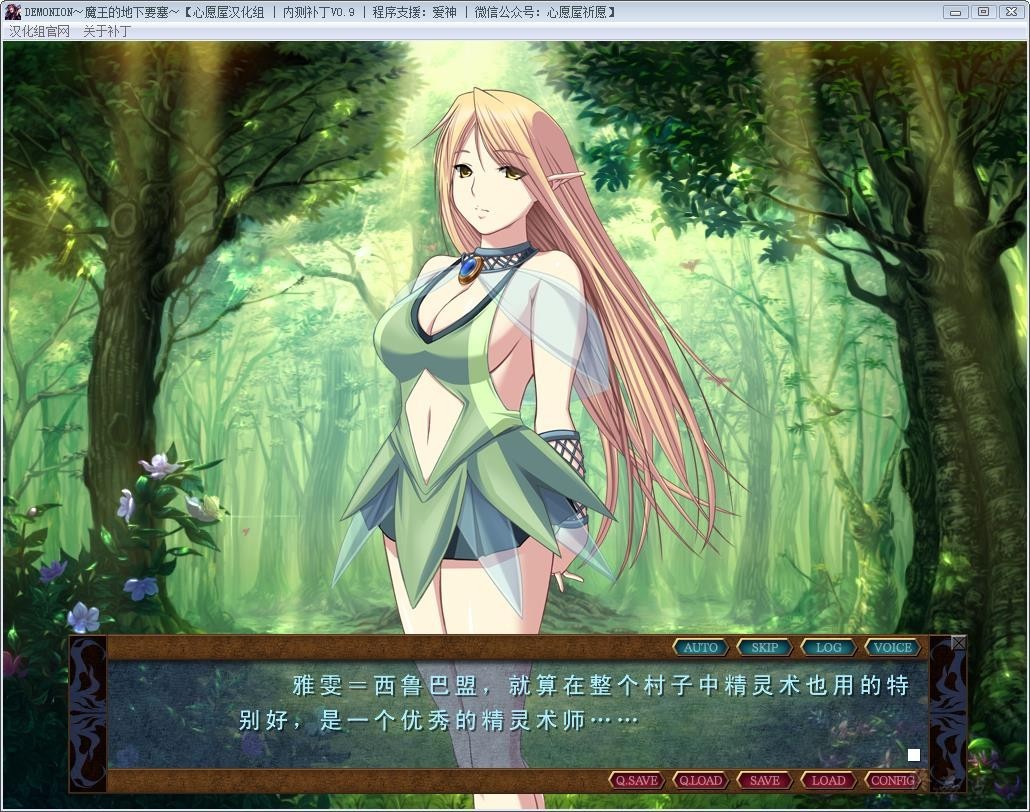 DEMONION～魔王的地下要塞～【心愿屋汉化组 | 内测补丁V0.9 | 程序支援：爱神 | 微信公众号：心愿屋祈愿】
汉化组官网 关于补丁
AUTO SKIP LOG VOICE
雅雯＝西鲁巴盟，就算在整个村子中精灵术也用的特
别好，是一个优秀的精灵术师……
Q.SAVE Q.LOAD SAVE LOAD CONFIG